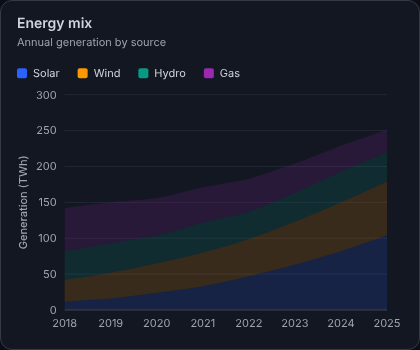 Energy mix
Annual generation by source
Solar Wind Hydro Gas
Generation (TWh)
300
250
200
150
100
50
0
2018 2019 2020 2021 2022 2023 2024 2025